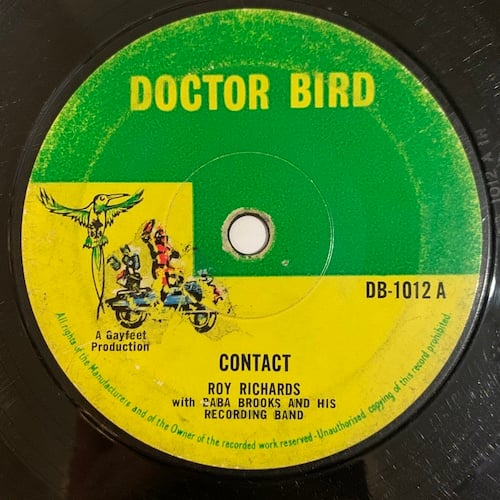 DOCTOR BIRD
DB-1012 A
A Gayfeet
Production
CONTACT
ROY RICHARDS
with BABA BROOKS AND HIS
RECORDING BAND
All rights of the Manufacturers and of the Owner of the recorded work reserved - Unauthorised copying of this record prohibited